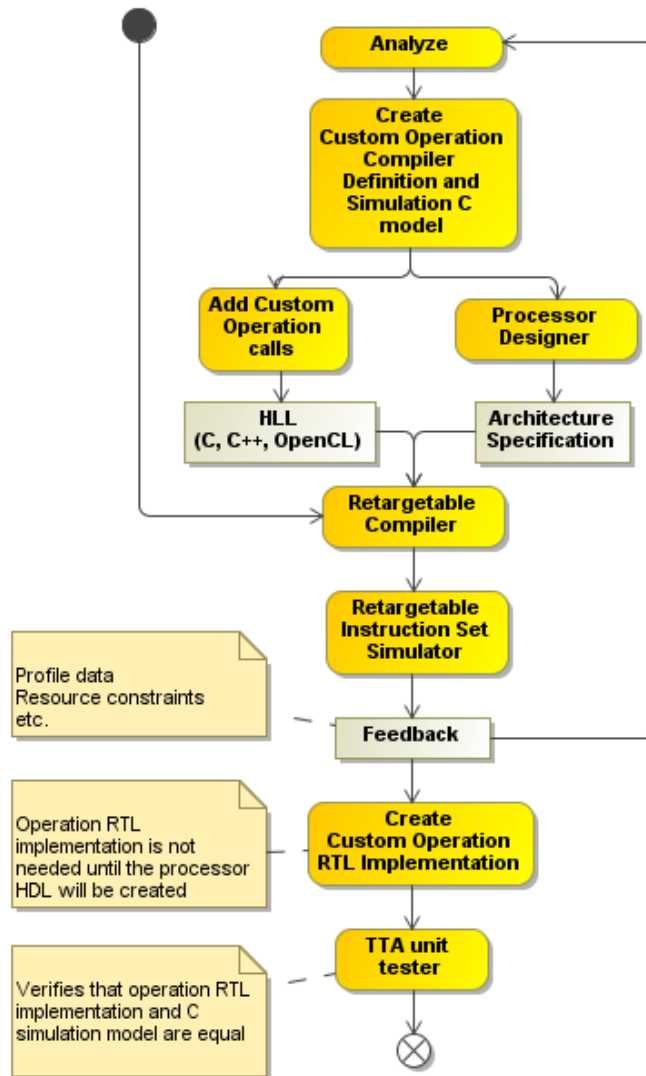 Analyze
Create
Custom Operation
Compiler
Definition and
Simulation C
model
Add Custom
Operation
calls
Processor
Designer
HLL
(C, C++, OpenCL)
Architecture
Specification
Retargetable
Compiler
Retargetable
Instruction Set
Simulator
Profile data
Resource constraints
etc.
Feedback
Operation RTL
implementation is not
needed until the processor
HDL will be created
Create
Custom Operation
RTL Implementation
TTA unit
tester
Verifies that operation RTL
implementation and C
simulation model are equal